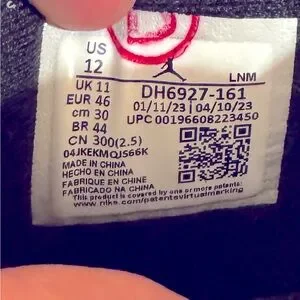 US
12
LNM
UK 11
DH6927-161
EUR 46
01/11/23 | 04/10/23
cm 30
UPC 00196608223450
BR 44
CN 300(2.5)
04JKEKMQJS66K
MADE IN CHINA
HECHO EN CHINA
FABRIQUE EN CHINE
FABRICADO NA CHINA
This product is covered by one or more patents.
www.nike.com/patentsvirtualmarking